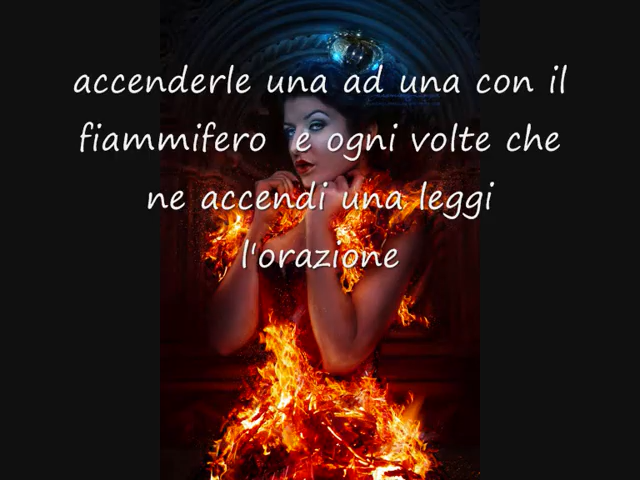 accenderle una ad una con il
fiammifero e ogni volte che
ne accendi una leggi
l'orazione